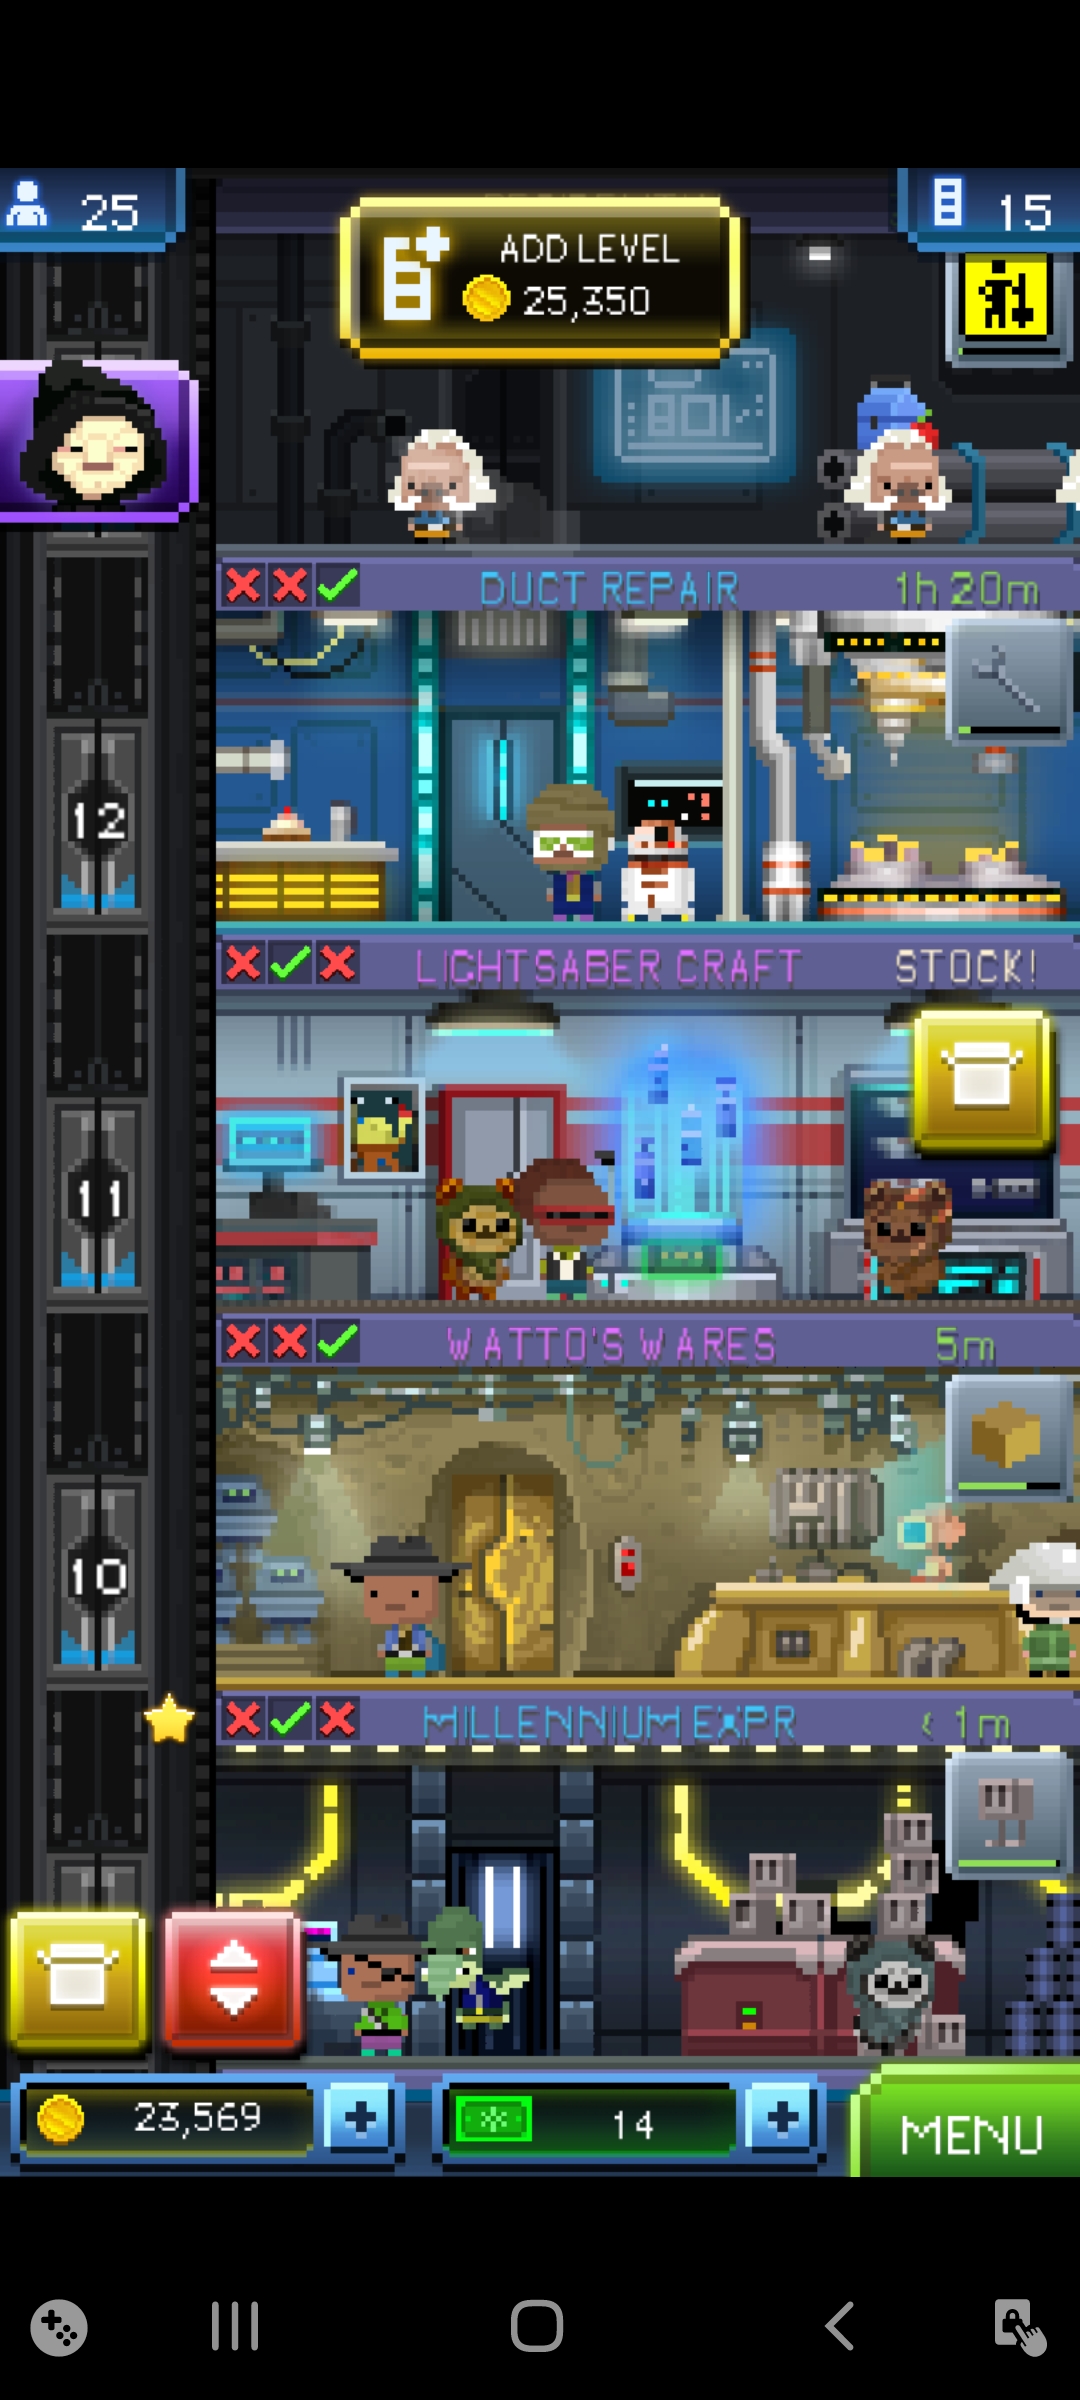 25
ADD LEVEL
25,350
15
DUCT REPAIR
1h 20m
12
LIGHTSABER CRAFT
STOCK!
11
WATTO'S WARES
5m
10
MILLENNIUM EXPR
< 1m
23,569
14
MENU